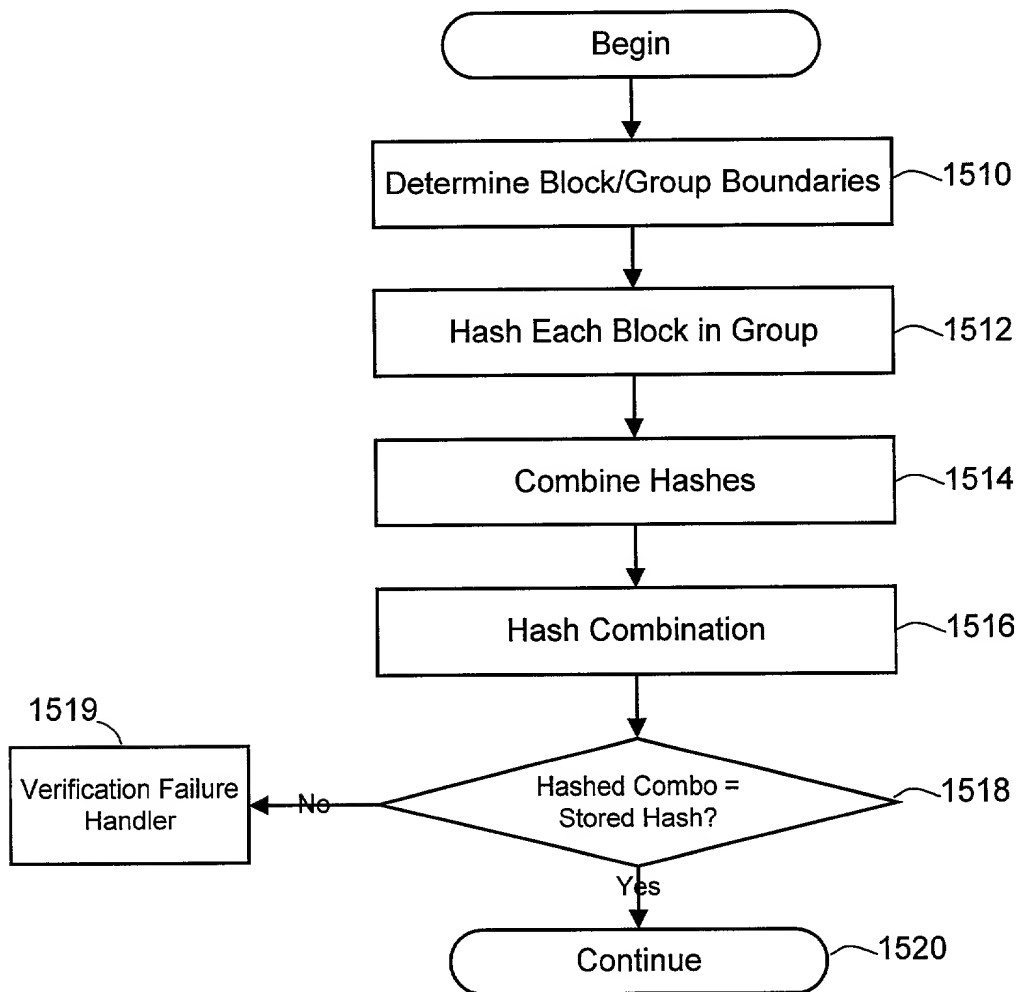 Begin
Determine Block/Group Boundaries
1510
Hash Each Block in Group
1512
Combine Hashes
1514
Hash Combination
1516
1519
Verification Failure
Handler
No
Hashed Combo =
Stored Hash?
1518
Yes
Continue
1520